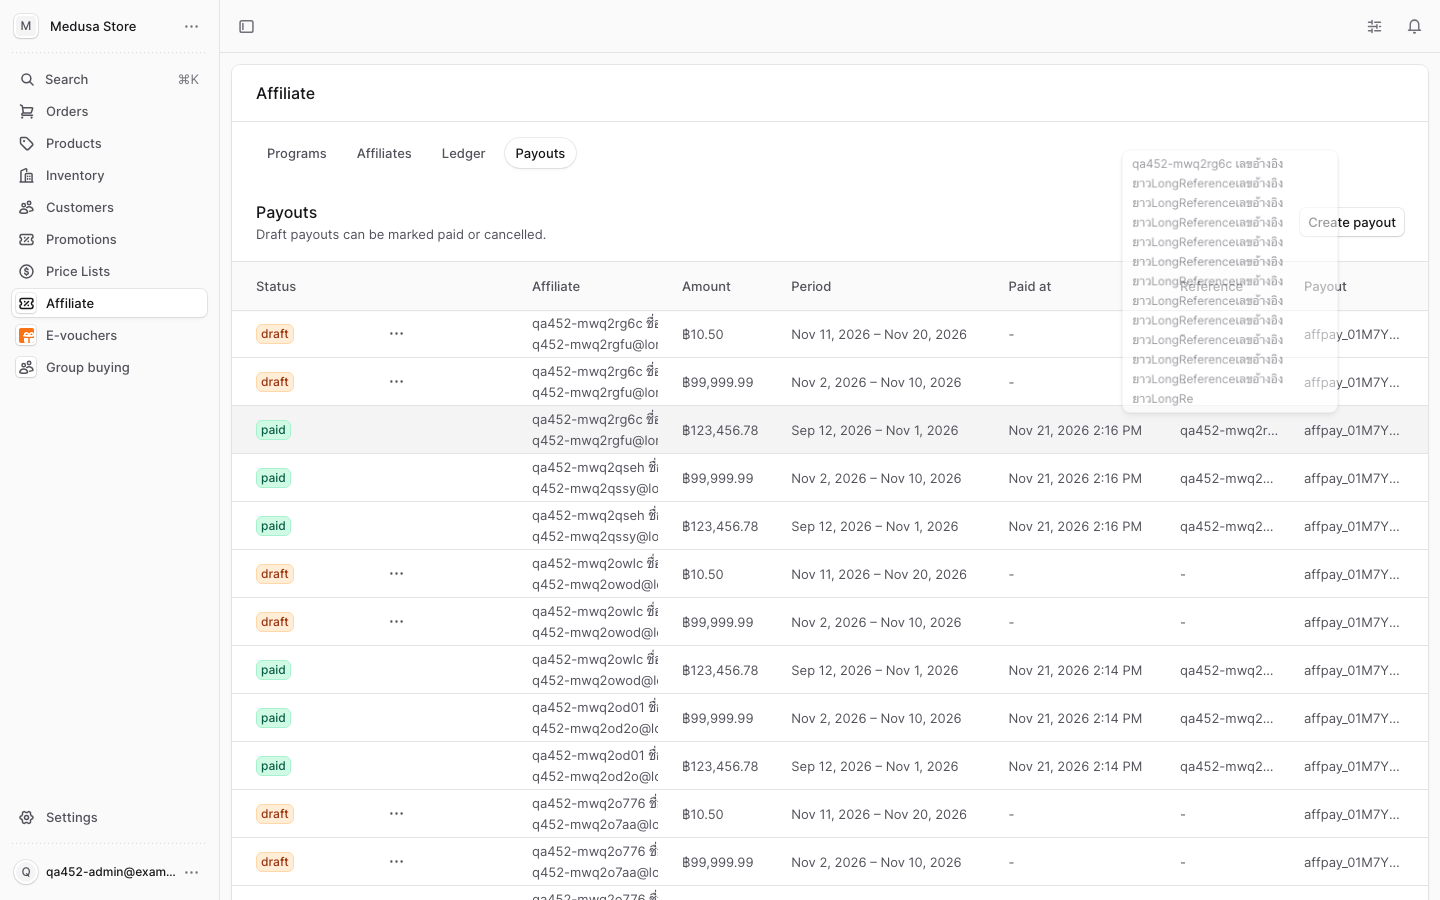 M Medusa Store
Search ⌘K
Orders
Products
Inventory
Customers
Promotions
Price Lists
Affiliate
E-vouchers
Group buying
Settings
Q qa452-admin@exam...
Affiliate
Programs Affiliates Ledger Payouts
Payouts
Draft payouts can be marked paid or cancelled.
Create payout
qa452-mwq2rg6c เลขอ้างอิง
ยาวLongReferenceเลขอ้างอิง
ยาวLongReferenceเลขอ้างอิง
ยาวLongReferenceเลขอ้างอิง
ยาวLongReferenceเลขอ้างอิง
ยาวLongReferenceเลขอ้างอิง
ยาวLongReferenceเลขอ้างอิง
ยาวLongReferenceเลขอ้างอิง
ยาวLongReferenceเลขอ้างอิง
ยาวLongReferenceเลขอ้างอิง
ยาวLongReferenceเลขอ้างอิง
ยาวLongReferenceเลขอ้างอิง
ยาวLongRe
Status Affiliate Amount Period Paid at Reference Payout
draft qa452-mwq2rg6c ฿10.50 Nov 11, 2026 – Nov 20, 2026 - affpay_01M7Y...
q452-mwq2rgfu@lor
draft qa452-mwq2rg6c ฿99,999.99 Nov 2, 2026 – Nov 10, 2026 - affpay_01M7Y...
q452-mwq2rgfu@lor
paid qa452-mwq2rg6c ฿123,456.78 Sep 12, 2026 – Nov 1, 2026 Nov 21, 2026 2:16 PM qa452-mwq2r... affpay_01M7Y...
q452-mwq2rgfu@lor
paid qa452-mwq2qseh ฿99,999.99 Nov 2, 2026 – Nov 10, 2026 Nov 21, 2026 2:16 PM qa452-mwq2... affpay_01M7Y...
q452-mwq2qssy@lo
paid qa452-mwq2qseh ฿123,456.78 Sep 12, 2026 – Nov 1, 2026 Nov 21, 2026 2:16 PM qa452-mwq2... affpay_01M7Y...
q452-mwq2qssy@lo
draft qa452-mwq2owlc ฿10.50 Nov 11, 2026 – Nov 20, 2026 - - affpay_01M7Y...
q452-mwq2owod@l
draft qa452-mwq2owlc ฿99,999.99 Nov 2, 2026 – Nov 10, 2026 - - affpay_01M7Y...
q452-mwq2owod@l
paid qa452-mwq2owlc ฿123,456.78 Sep 12, 2026 – Nov 1, 2026 Nov 21, 2026 2:14 PM qa452-mwq2... affpay_01M7Y...
q452-mwq2owod@l
paid qa452-mwq2od01 ฿99,999.99 Nov 2, 2026 – Nov 10, 2026 Nov 21, 2026 2:14 PM qa452-mwq2... affpay_01M7Y...
q452-mwq2od2o@lc
paid qa452-mwq2od01 ฿123,456.78 Sep 12, 2026 – Nov 1, 2026 Nov 21, 2026 2:14 PM qa452-mwq2... affpay_01M7Y...
q452-mwq2od2o@lc
draft qa452-mwq2o776 ฿10.50 Nov 11, 2026 – Nov 20, 2026 - - affpay_01M7Y...
q452-mwq2o7aa@lo
draft qa452-mwq2o776 ฿99,999.99 Nov 2, 2026 – Nov 10, 2026 - - affpay_01M7Y...
q452-mwq2o7aa@lo